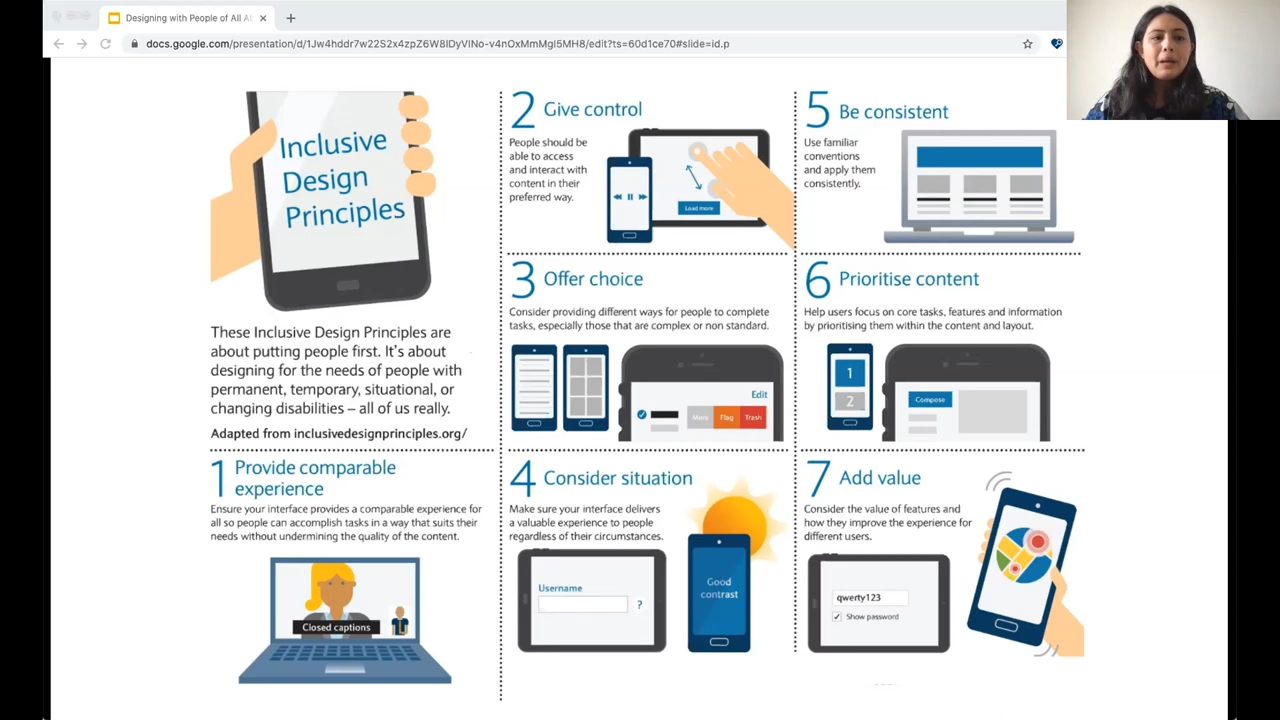 Designing with People of All A
docs.google.com/presentation/d/1Jw4hddr7w22S2x4zpZ6W8lDyVlNo-v4nOxMmMgl5MH8/edit?ts=60d1ce70#slide=id.p
Inclusive
Design
Principles
These Inclusive Design Principles are
about putting people first. It's about
designing for the needs of people with
permanent, temporary, situational, or
changing disabilities – all of us really.
Adapted from inclusivedesignprinciples.org/
1 Provide comparable
experience
Ensure your interface provides a comparable experience for
all so people can accomplish tasks in a way that suits their
needs without undermining the quality of the content.
Closed captions
2 Give control
People should be
able to access
and interact with
content in their
preferred way.
Load more
3 Offer choice
Consider providing different ways for people to complete
tasks, especially those that are complex or non standard.
Edit
More Flag Trash
4 Consider situation
Make sure your interface delivers
a valuable experience to people
regardless of their circumstances.
Username
?
Good
contrast
5 Be consistent
Use familiar
conventions
and apply them
consistently.
6 Prioritise content
Help users focus on core tasks, features and information
by prioritising them within the content and layout.
1
2
Compose
7 Add value
Consider the value of features and
how they improve the experience for
different users.
qwerty123
Show password